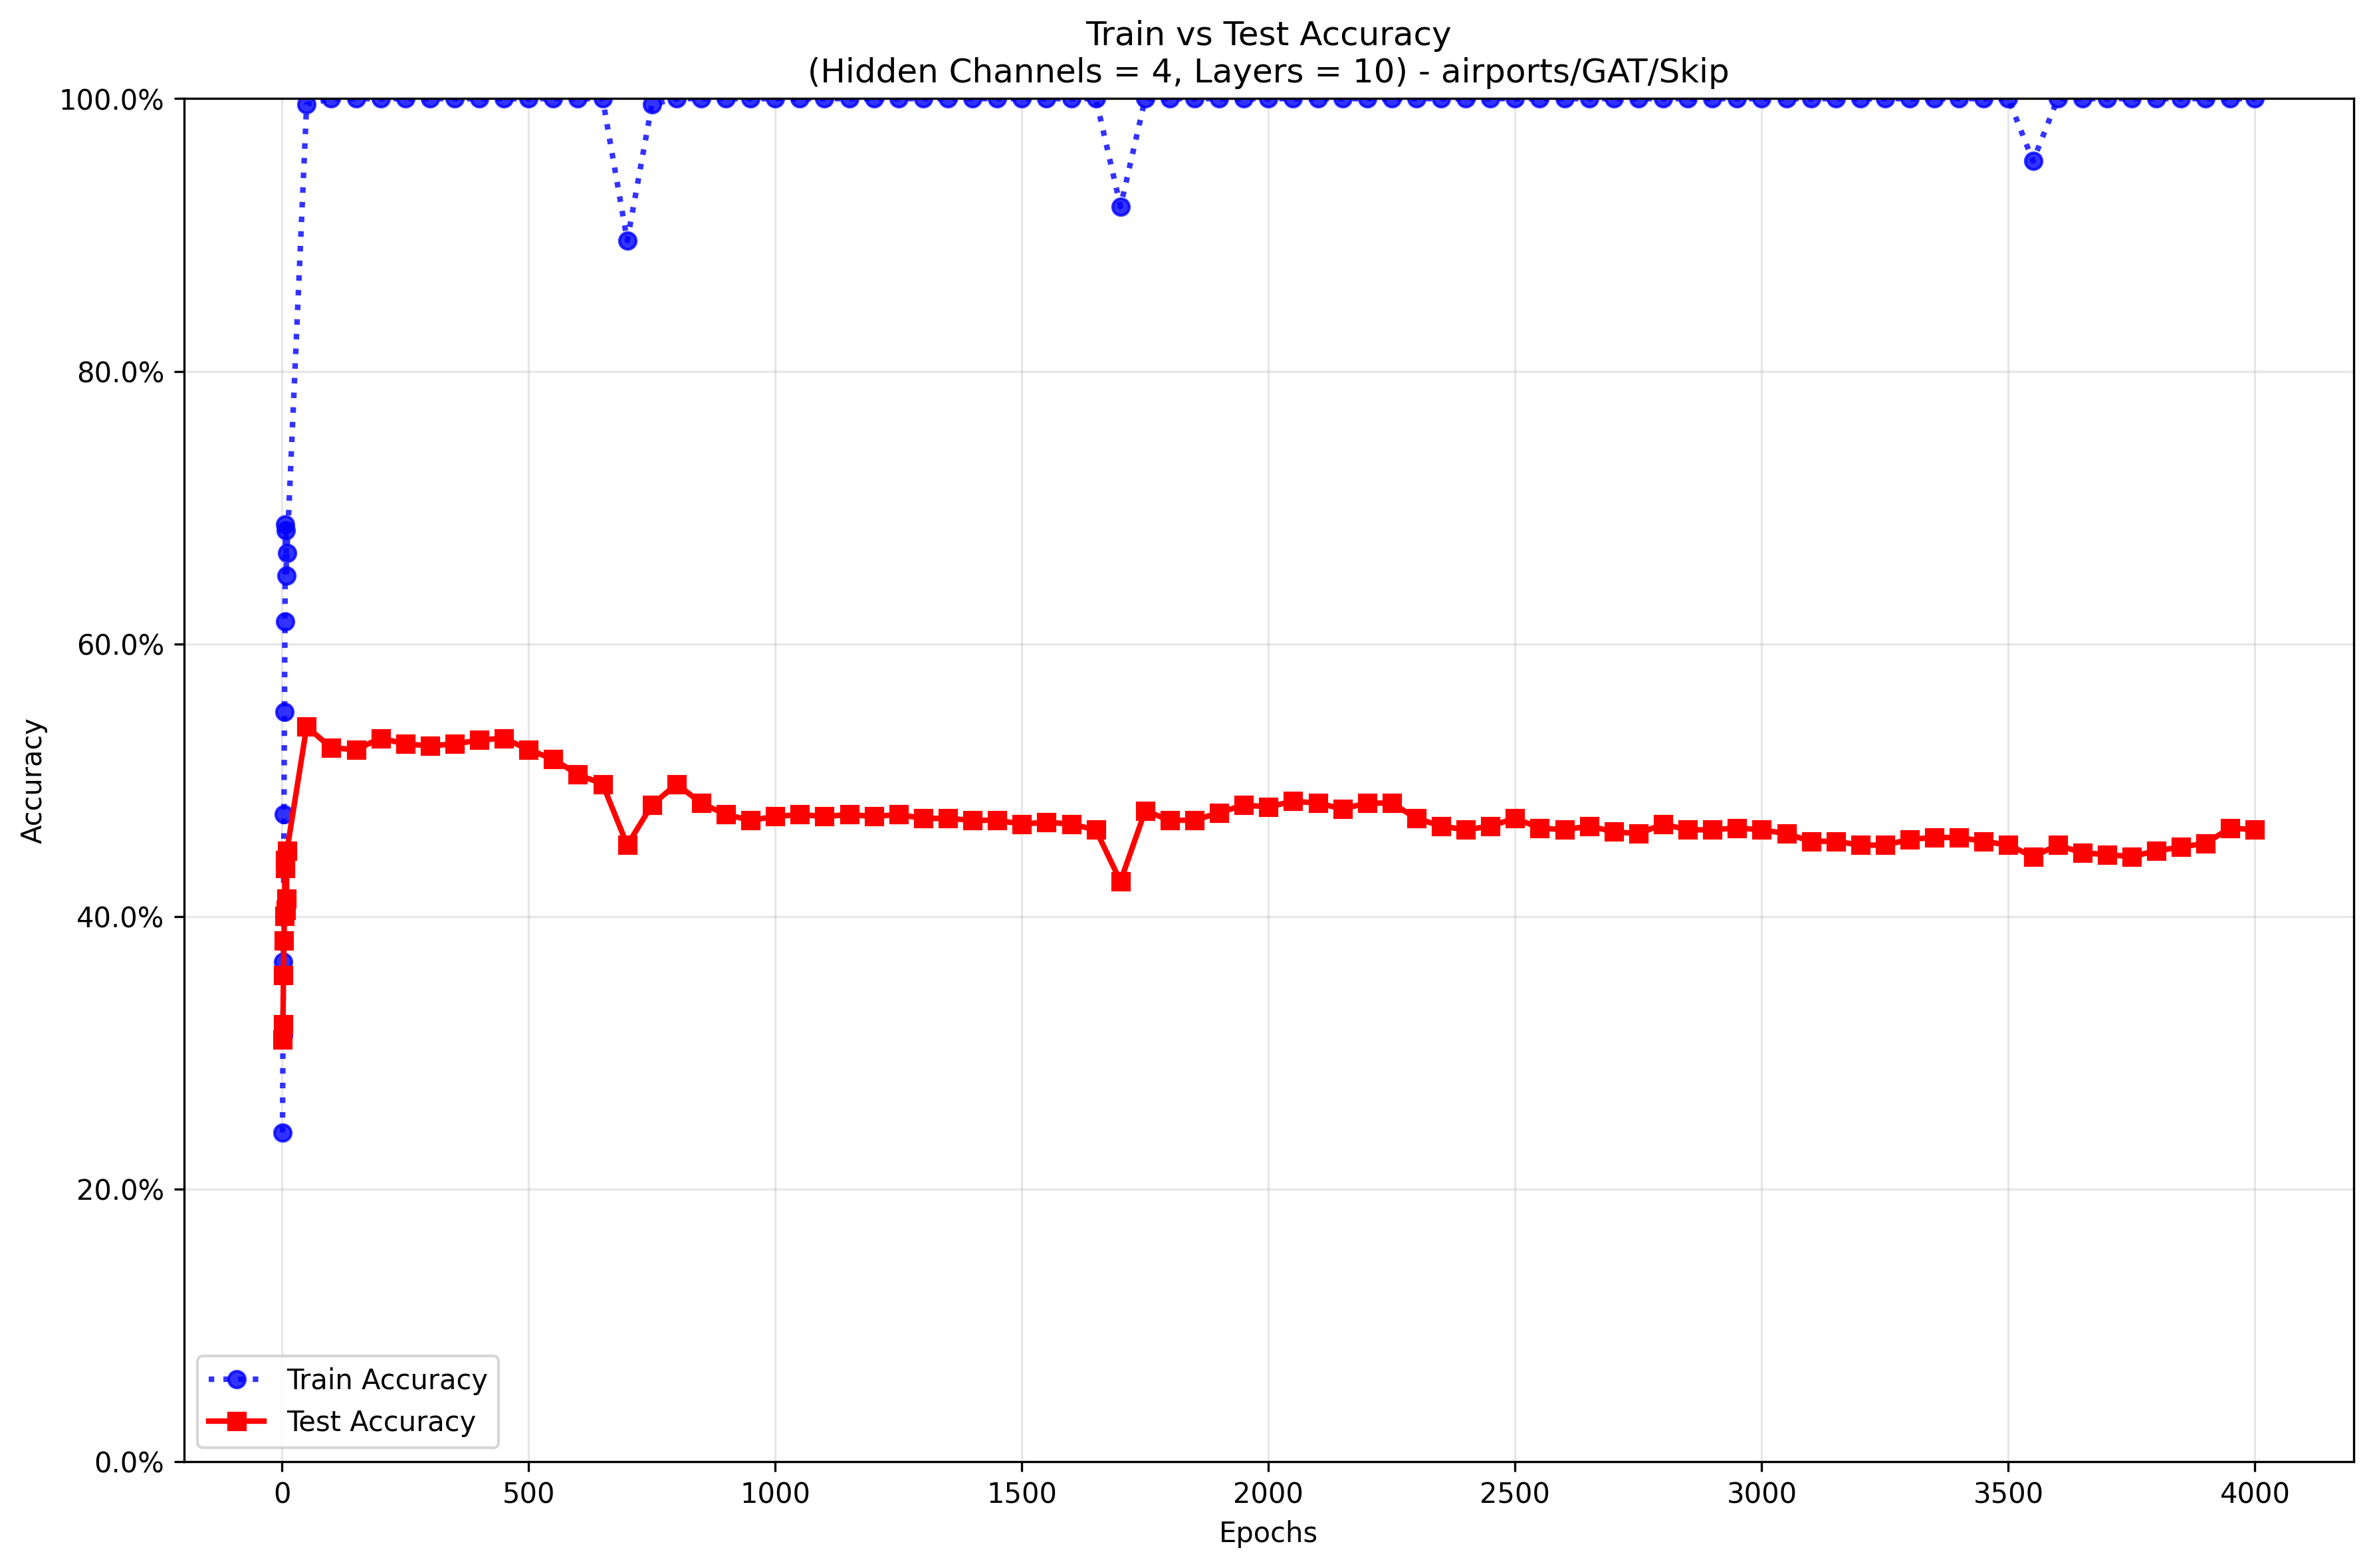 Train vs Test Accuracy
(Hidden Channels = 4, Layers = 10) - airports/GAT/Skip
100.0%
80.0%
60.0%
40.0%
20.0%
0.0%
Accuracy
Train Accuracy
Test Accuracy
0 500 1000 1500 2000 2500 3000 3500 4000
Epochs